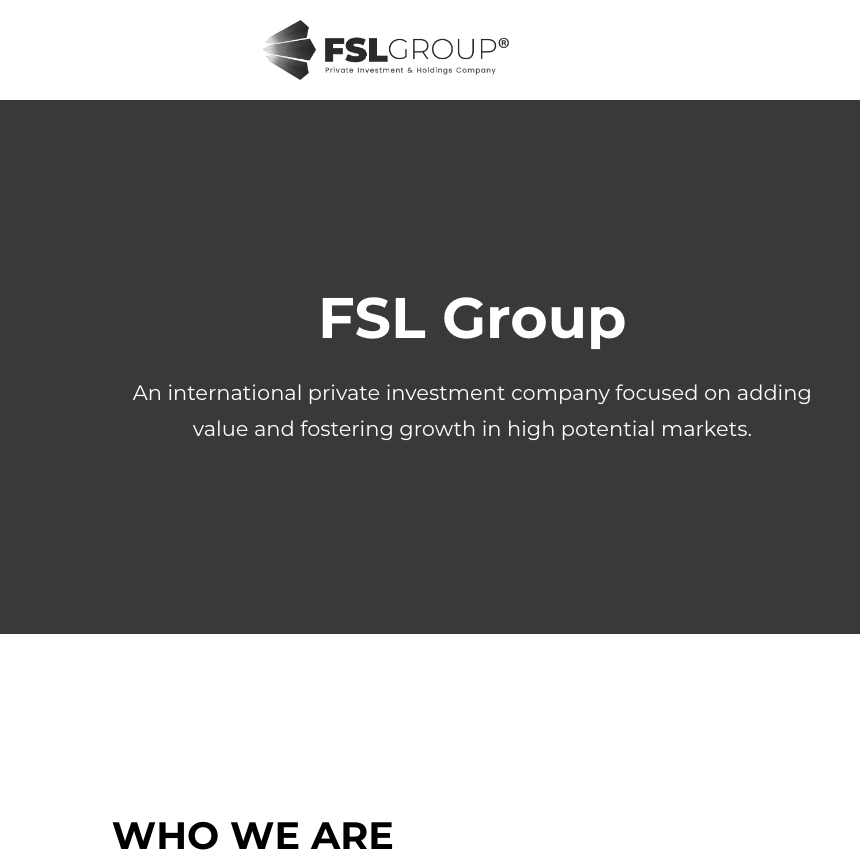 FSLGROUP®
Private Investment & Holdings Company
FSL Group
An international private investment company focused on adding
value and fostering growth in high potential markets.
WHO WE ARE